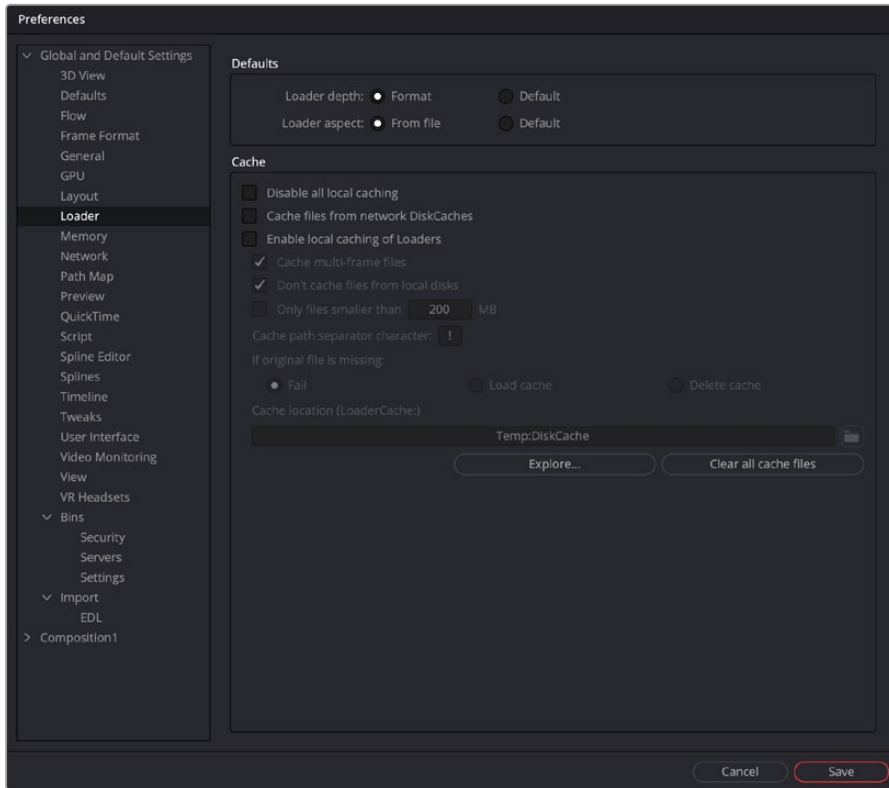 Preferences
Global and Default Settings
3D View
Defaults
Flow
Frame Format
General
GPU
Layout
Loader
Memory
Network
Path Map
Preview
QuickTime
Script
Spline Editor
Splines
Timeline
Tweaks
User Interface
Video Monitoring
View
VR Headsets
Bins
Security
Servers
Settings
Import
EDL
Composition1
Defaults
Loader depth: Format Default
Loader aspect: From file Default
Cache
Disable all local caching
Cache files from network DiskCaches
Enable local caching of Loaders
Cache multi-frame files
Don't cache files from local disks
Only files smaller than 200 MB
Cache path separator character: !
If original file is missing:
Fail Load cache Delete cache
Cache location (LoaderCache:)
Temp:DiskCache
Explore... Clear all cache files
Cancel Save